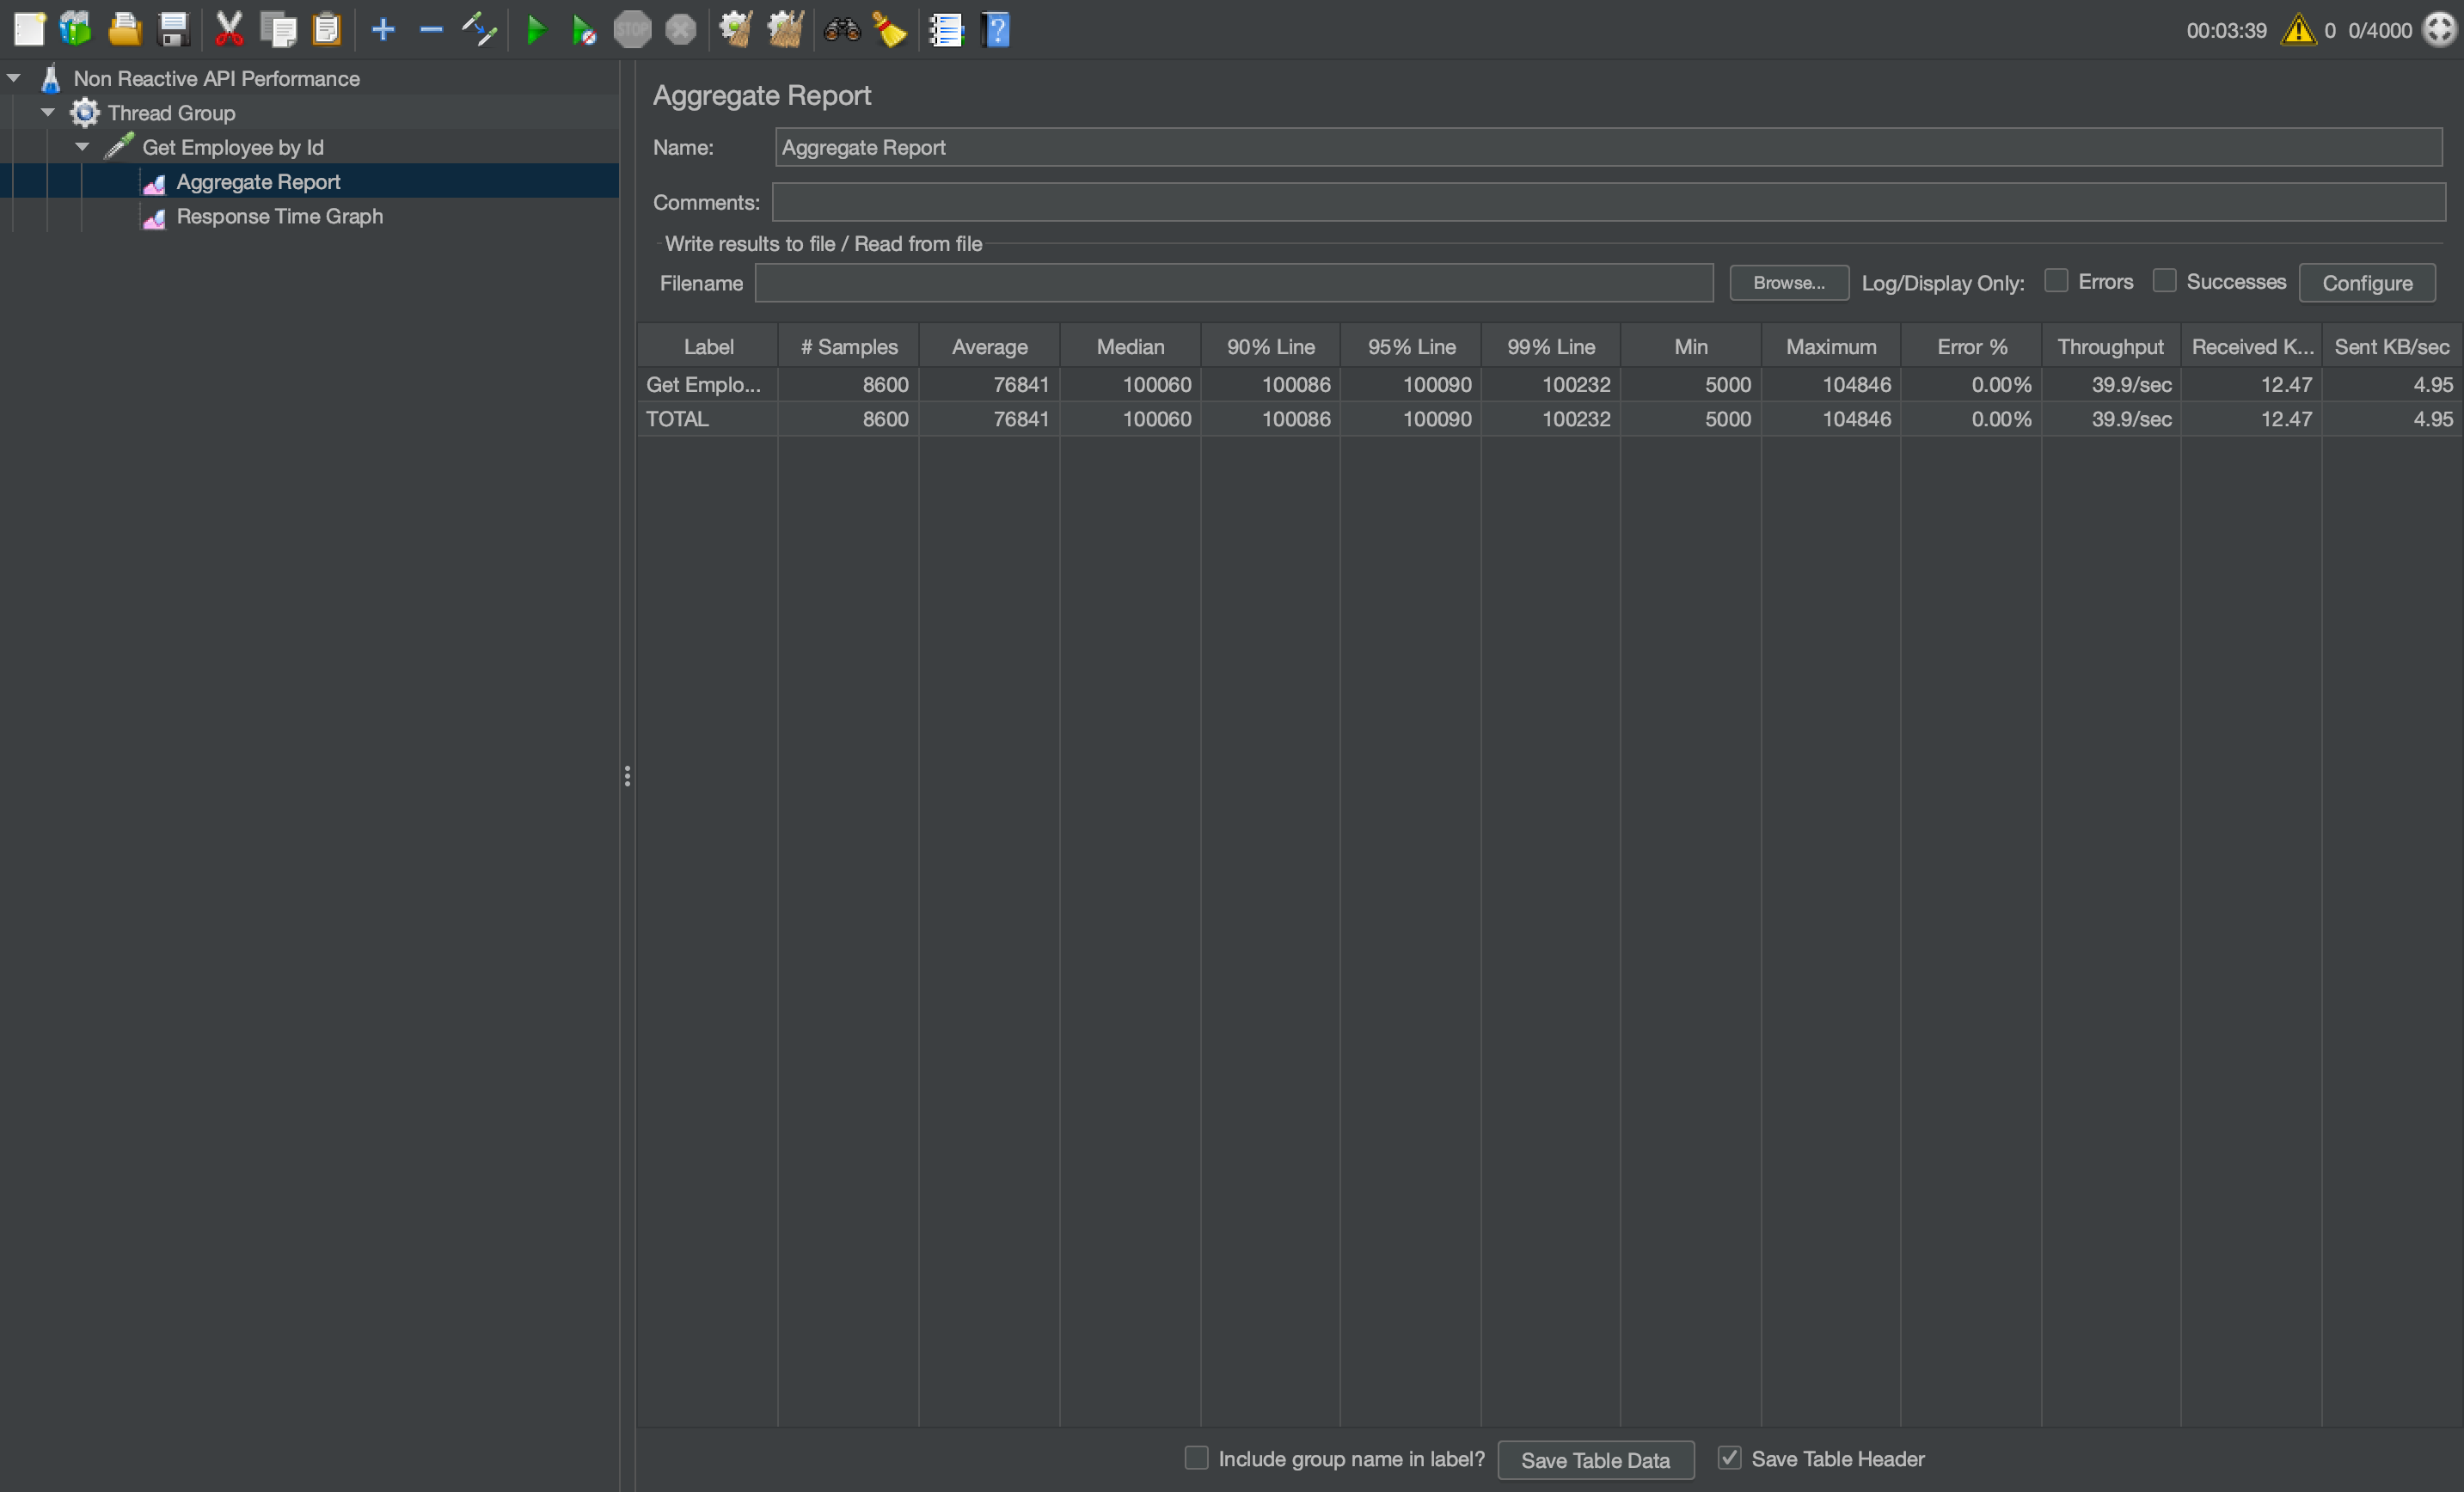 STOP
00:03:39 0 0/4000
Non Reactive API Performance
Thread Group
Get Employee by Id
Aggregate Report
Response Time Graph
Aggregate Report
Name: Aggregate Report
Comments:
Write results to file / Read from file
Filename Browse... Log/Display Only: Errors Successes Configure
Label # Samples Average Median 90% Line 95% Line 99% Line Min Maximum Error % Throughput Received K... Sent KB/sec
Get Emplo... 8600 76841 100060 100086 100090 100232 5000 104846 0.00% 39.9/sec 12.47 4.95
TOTAL 8600 76841 100060 100086 100090 100232 5000 104846 0.00% 39.9/sec 12.47 4.95
Include group name in label? Save Table Data Save Table Header